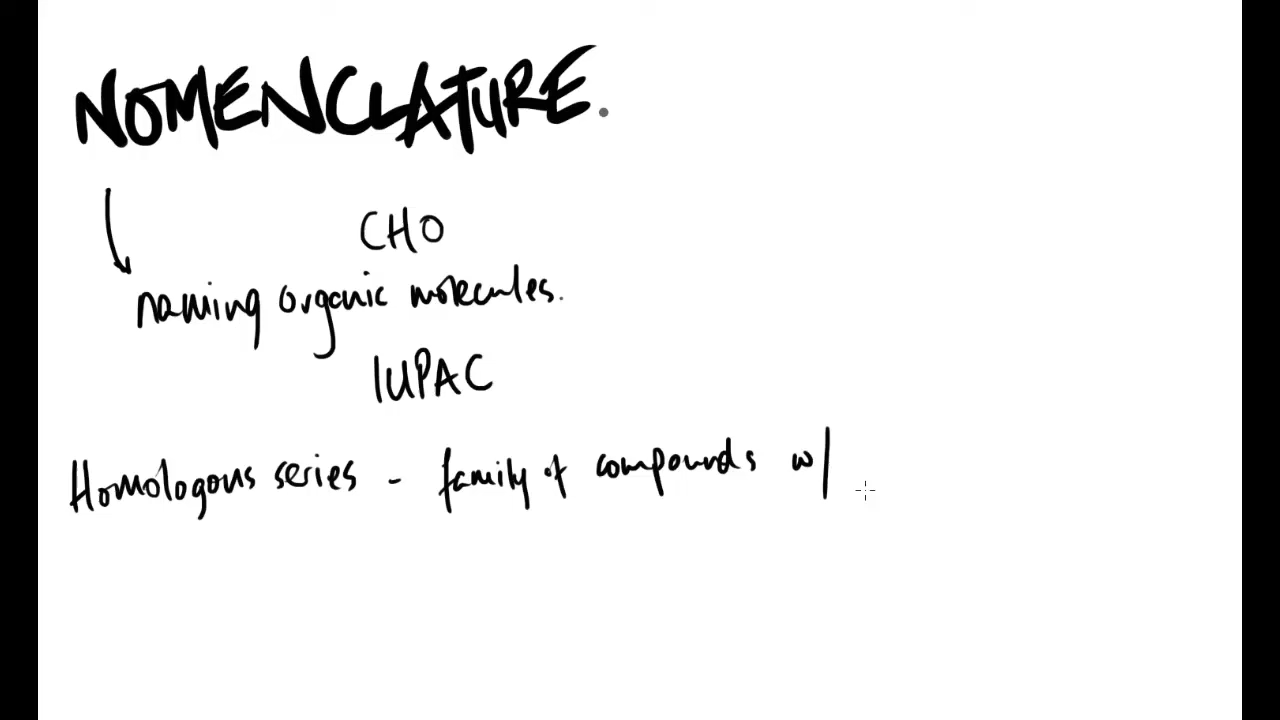 NOMENCLATURE.
CHO
naming organic molecules.
IUPAC
Homologous series - family of compounds w/